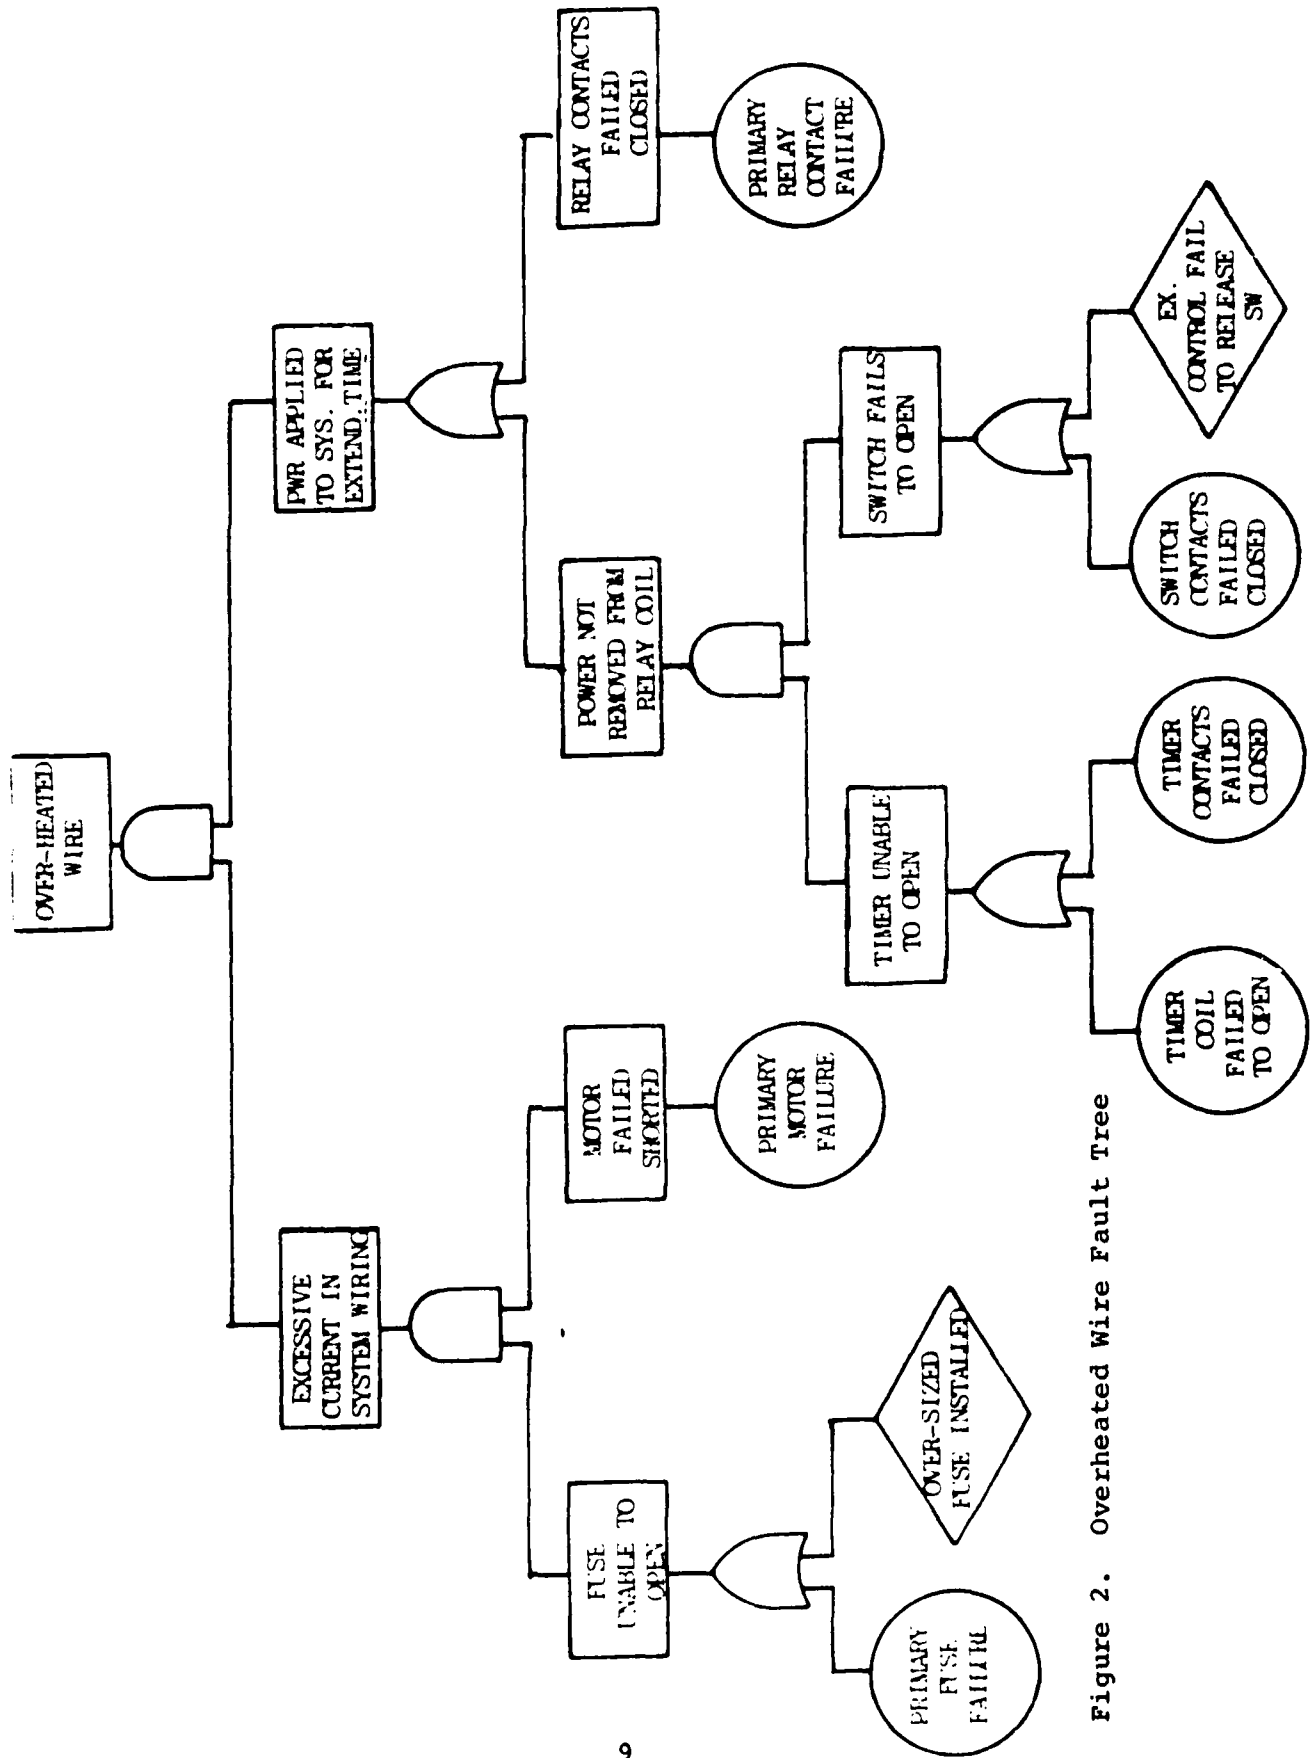 OVER-HEATED
WIRE
EXCESSIVE
CURRENT IN
SYSTEM WIRING
PWR APPLIED
TO SYS. FOR
EXTEND. TIME
FUSE
UNABLE TO
OPEN
MOTOR
FAILED
SHORTED
POWER NOT
REMOVED FROM
RELAY COIL
RELAY CONTACTS
FAILED
CLOSED
PRIMARY
FUSE
FAILURE
OVER-SIZED
FUSE INSTALLED
PRIMARY
MOTOR
FAILURE
TIMER UNABLE
TO OPEN
SWITCH FAILS
TO OPEN
PRIMARY
RELAY
CONTACT
FAILURE
TIMER
COIL
FAILED
TO OPEN
TIMER
CONTACTS
FAILED
CLOSED
SWITCH
CONTACTS
FAILED
CLOSED
EX.
CONTROL FAIL
TO RELEASE
SW
Figure 2. Overheated Wire Fault Tree
9